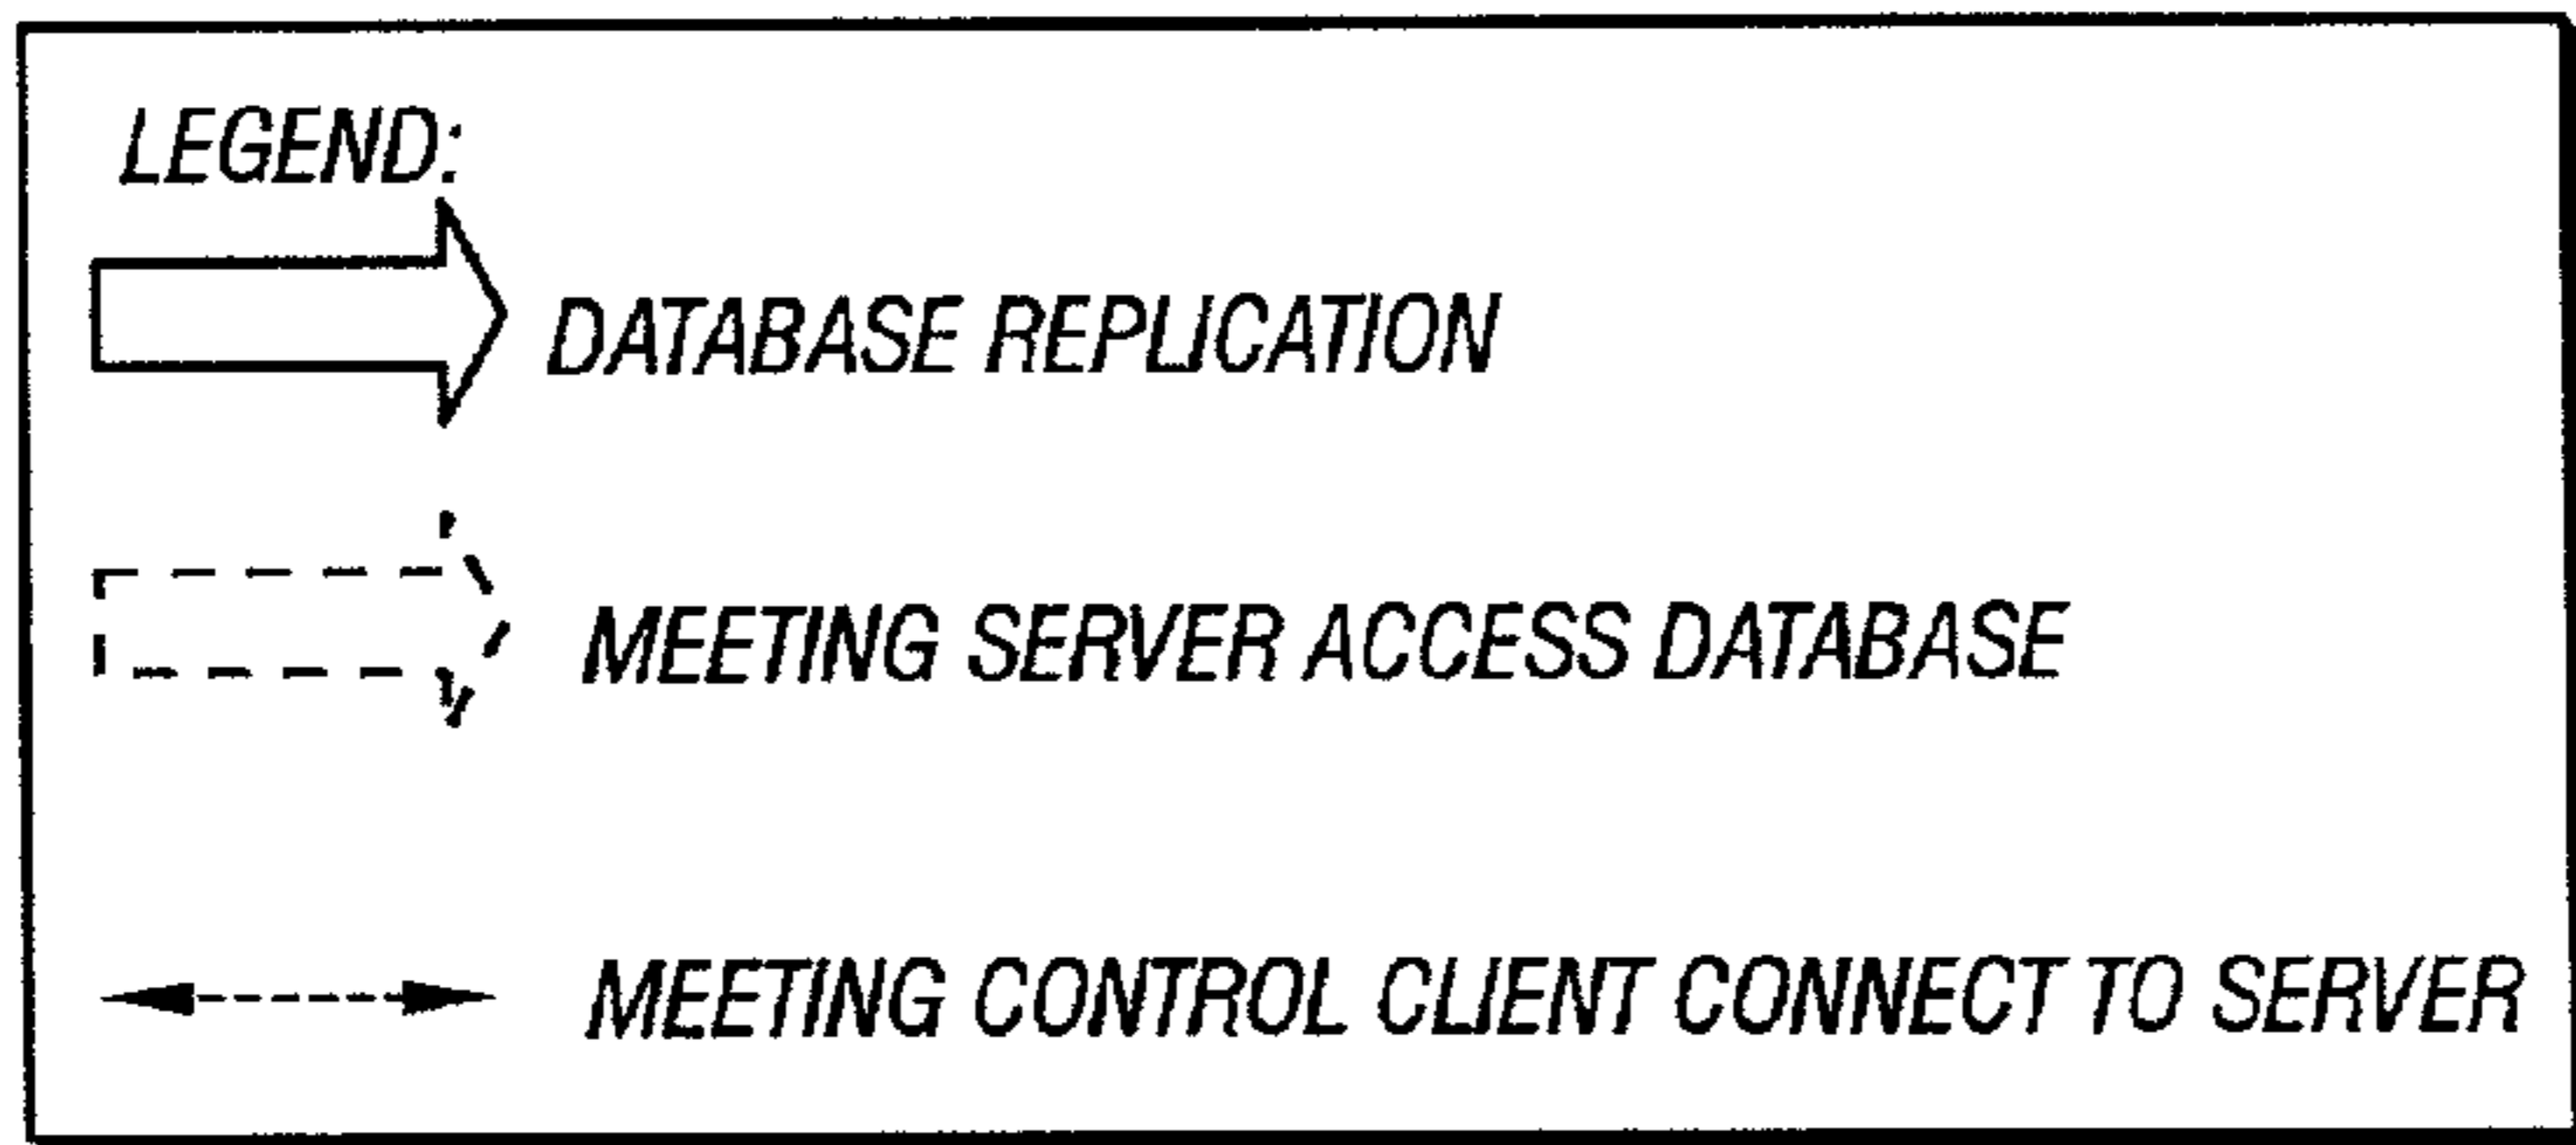 LEGEND:
DATABASE REPLICATION
MEETING SERVER ACCESS DATABASE
MEETING CONTROL CLIENT CONNECT TO SERVER